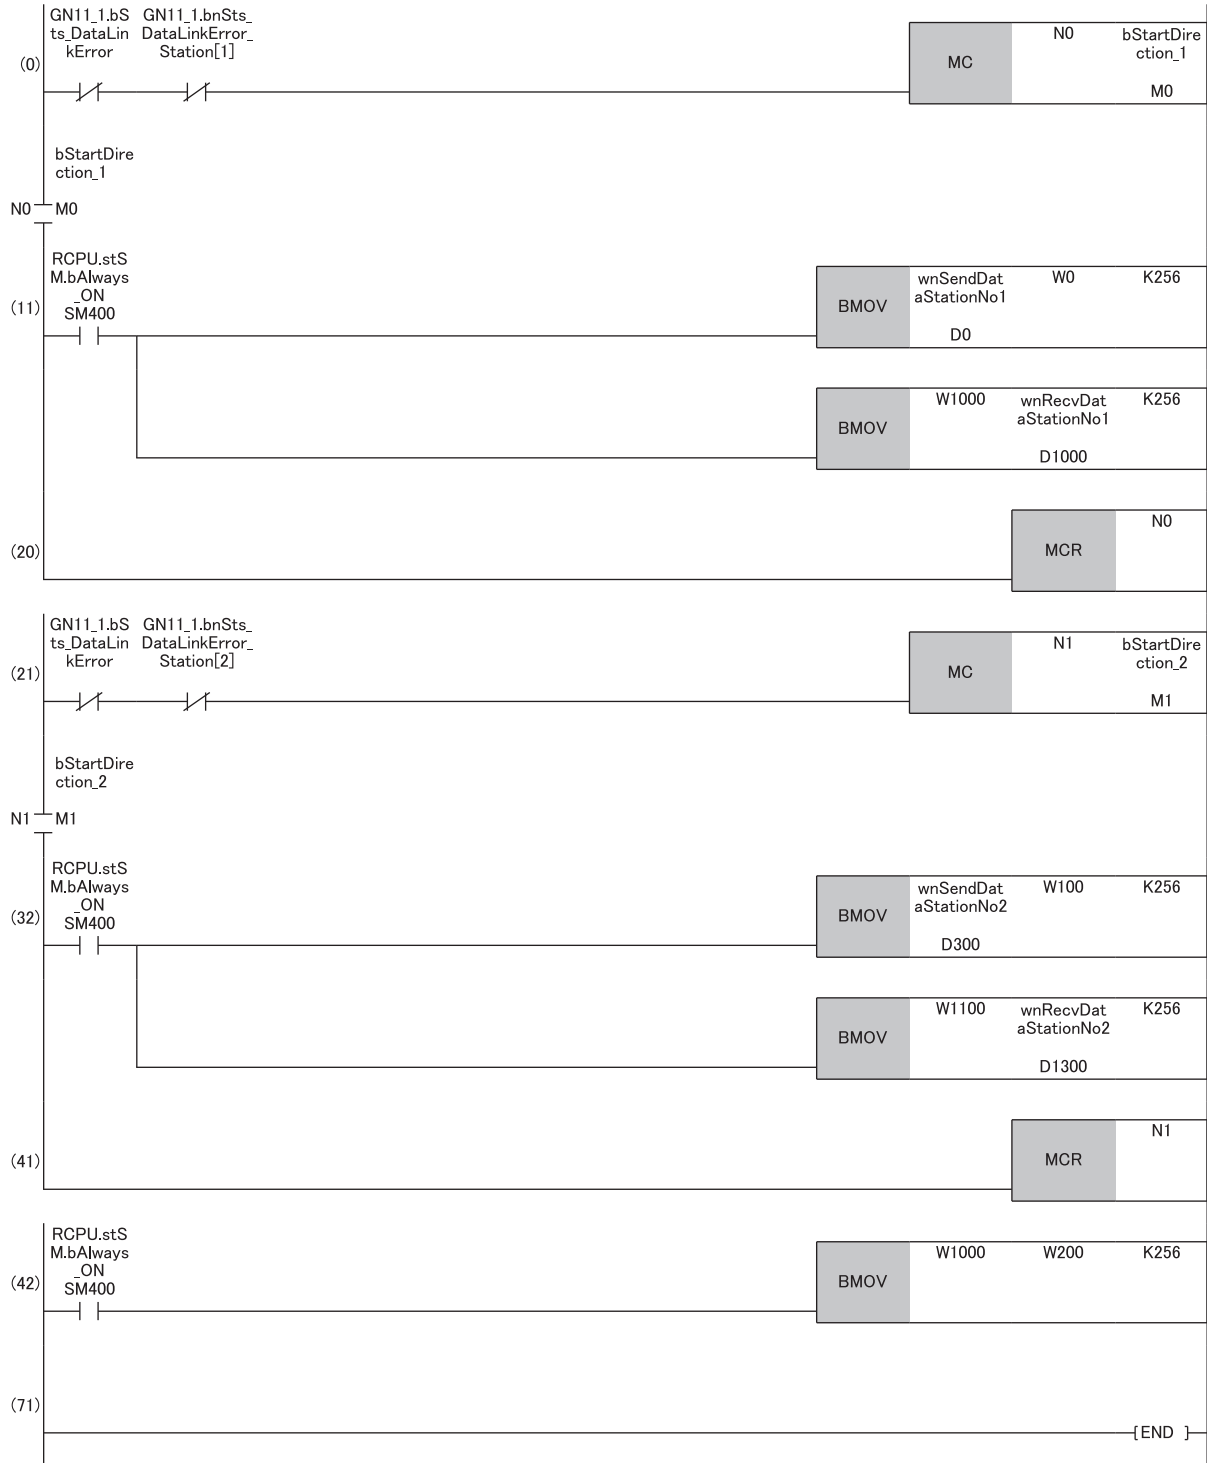 GN11_1.bS GN11_1.bnSts_
ts_DataLin DataLinkError_
kError Station[1]
(0)
MC N0 bStartDire
ction_1
M0
bStartDire
ction_1
N0 M0
RCPU.stS
M.bAlways
_ON
SM400
(11)
BMOV wnSendDat W0 K256
aStationNo1
D0
BMOV W1000 wnRecvDat K256
aStationNo1
D1000
(20)
MCR N0
GN11_1.bS GN11_1.bnSts_
ts_DataLin DataLinkError_
kError Station[2]
(21)
MC N1 bStartDire
ction_2
M1
bStartDire
ction_2
N1 M1
RCPU.stS
M.bAlways
_ON
SM400
(32)
BMOV wnSendDat W100 K256
aStationNo2
D300
BMOV W1100 wnRecvDat K256
aStationNo2
D1300
(41)
MCR N1
RCPU.stS
M.bAlways
_ON
SM400
(42)
BMOV W1000 W200 K256
(71)
[END ]